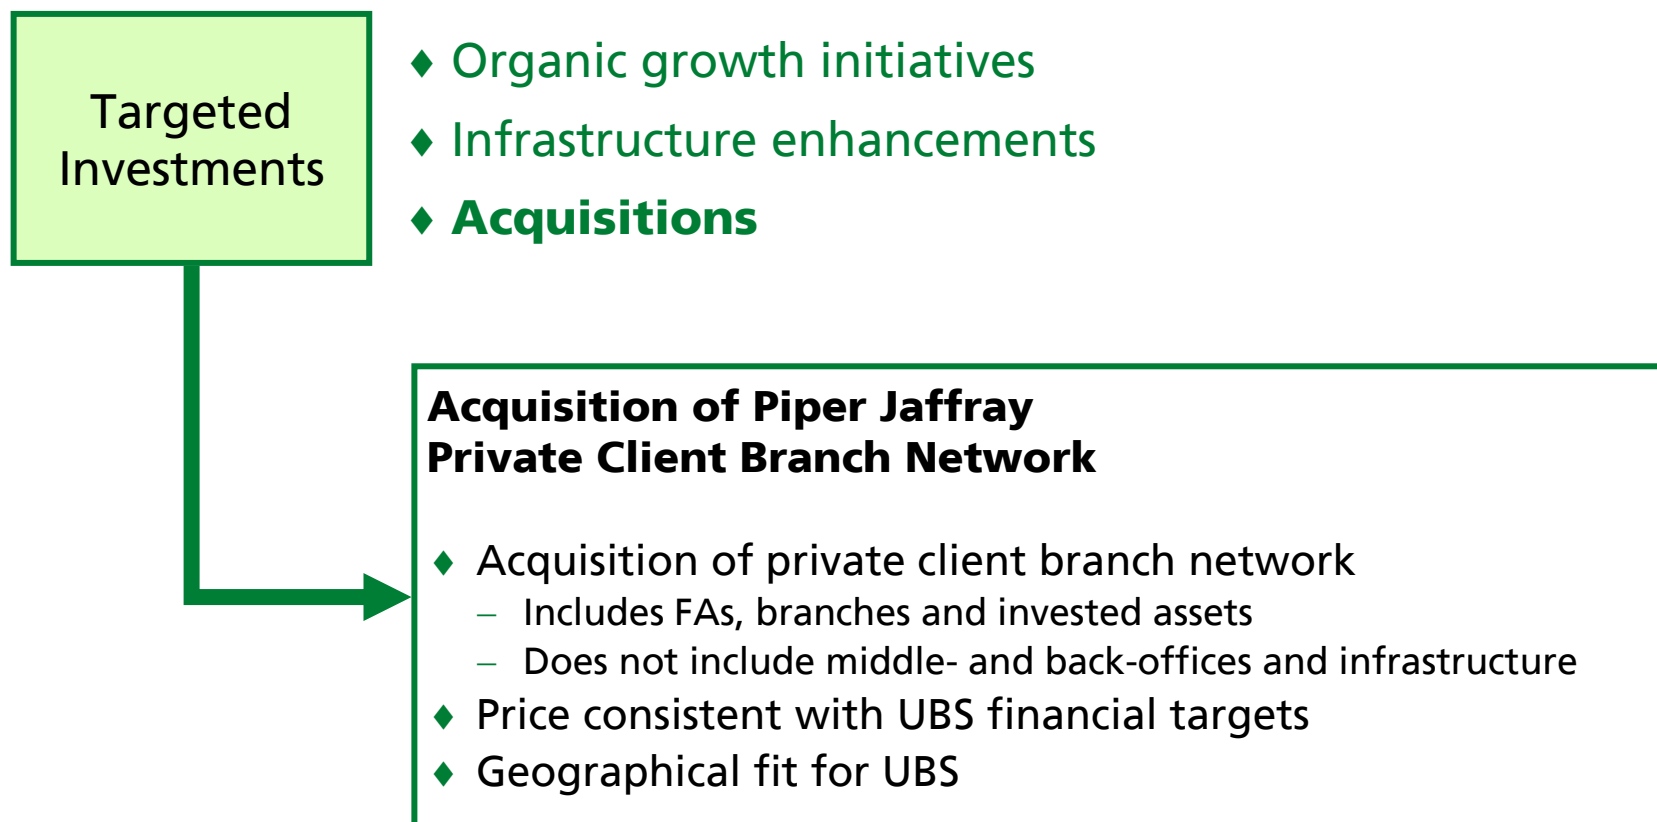 Targeted
Investments
♦ Organic growth initiatives
♦ Infrastructure enhancements
♦ Acquisitions
Acquisition of Piper Jaffray
Private Client Branch Network
♦ Acquisition of private client branch network
– Includes FAs, branches and invested assets
– Does not include middle- and back-offices and infrastructure
♦ Price consistent with UBS financial targets
♦ Geographical fit for UBS